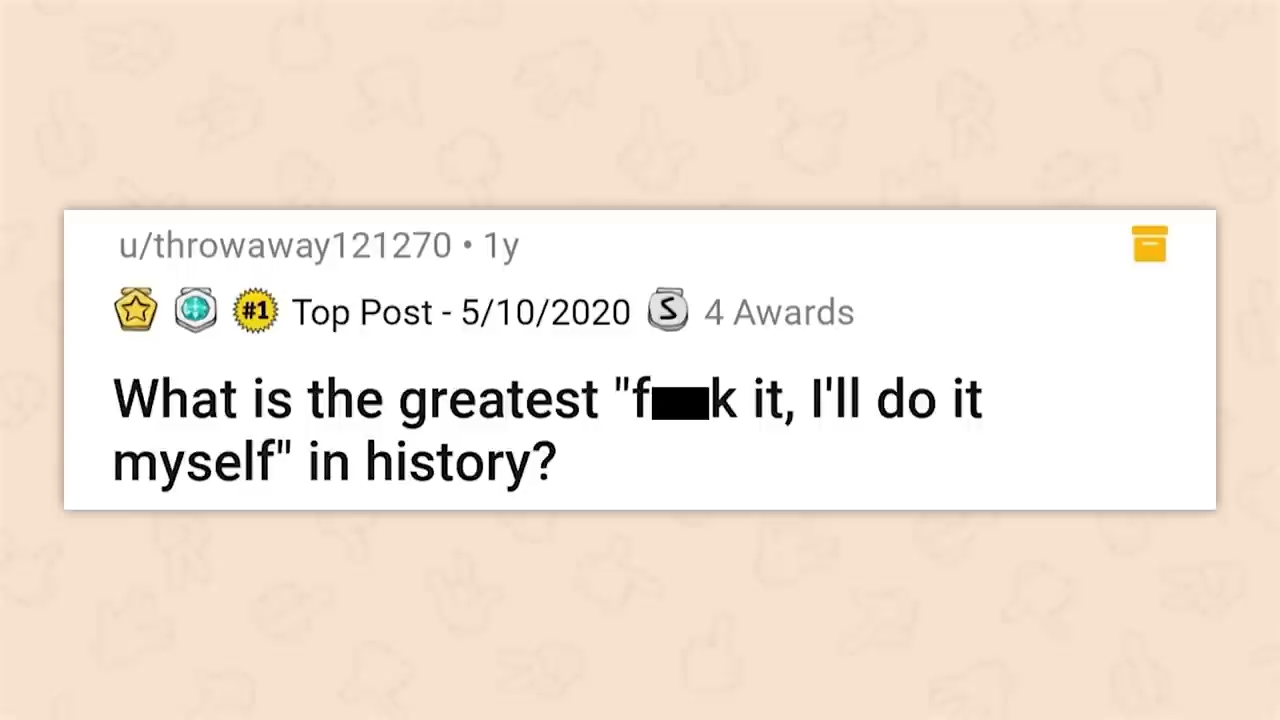 u/throwaway121270 • 1y
#1 Top Post - 5/10/2020 S 4 Awards
What is the greatest "f██k it, I'll do it
myself" in history?